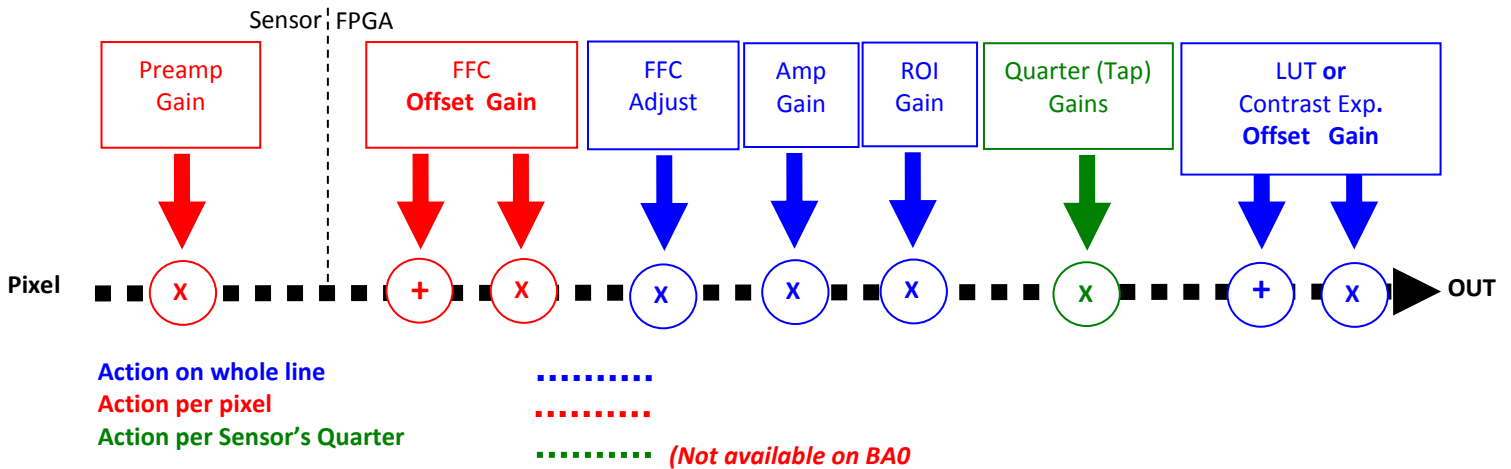 Sensor FPGA
Preamp
Gain
FFC
Offset Gain
FFC
Adjust
Amp
Gain
ROI
Gain
Quarter (Tap)
Gains
LUT or
Contrast Exp.
Offset Gain
Pixel X + X X X X X + X OUT
Action on whole line
Action per pixel
Action per Sensor’s Quarter
(Not available on BA0